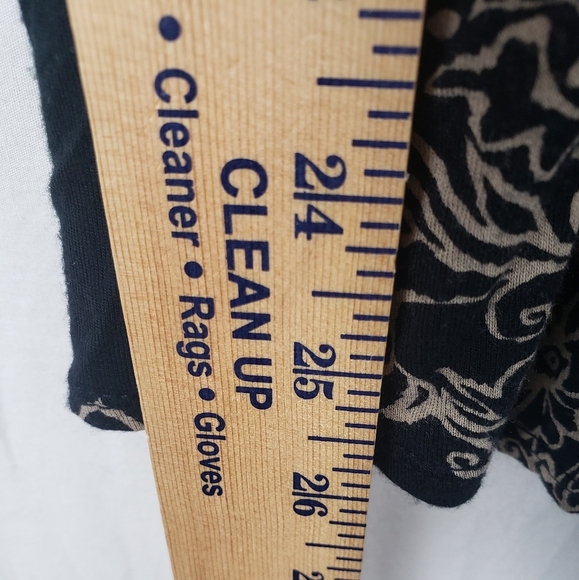 • Cleaner • Rags • Gloves
CLEAN UP
24
25
26